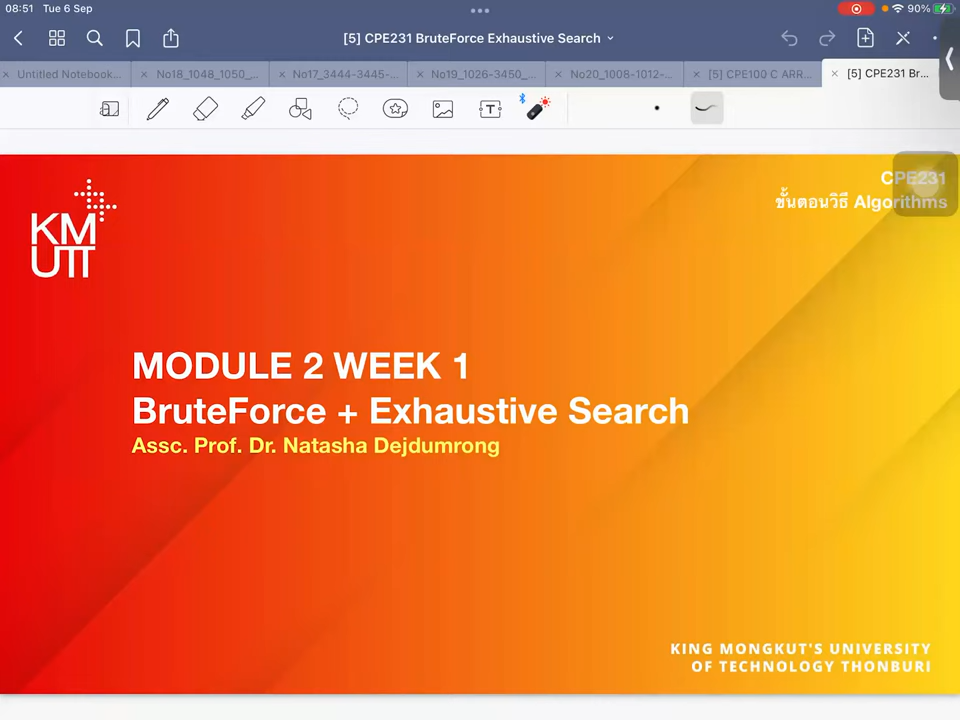 08:51 Tue 6 Sep
90%
[5] CPE231 BruteForce Exhaustive Search
Untitled Notebook...
No18_1048_1050_...
No17_3444-3445-...
No19_1026-3450_...
No20_1008-1012-...
[5] CPE100 C ARR...
[5] CPE231 Br...
T
CPE231
ขั้นตอนวิธี Algorithms
KM
UTT
MODULE 2 WEEK 1
BruteForce + Exhaustive Search
Assc. Prof. Dr. Natasha Dejdumrong
KING MONGKUT'S UNIVERSITY
OF TECHNOLOGY THONBURI